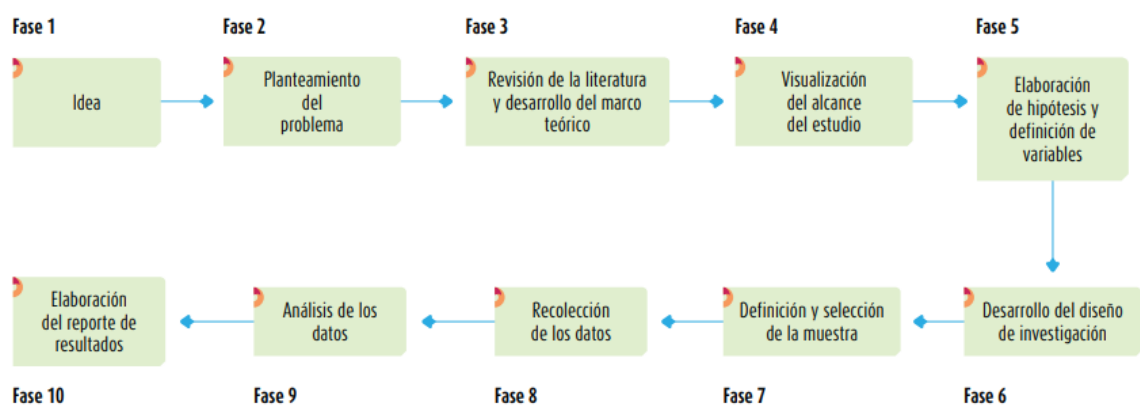 Fase 1
Idea
Fase 2
Planteamiento
del
problema
Fase 3
Revisión de la literatura
y desarrollo del marco
teórico
Fase 4
Visualización
del alcance
del estudio
Fase 5
Elaboración
de hipótesis y
definición de
variables
Desarrollo del diseño
de investigación
Fase 6
Definición y selección
de la muestra
Fase 7
Recolección
de los datos
Fase 8
Análisis de los
datos
Fase 9
Elaboración
del reporte de
resultados
Fase 10